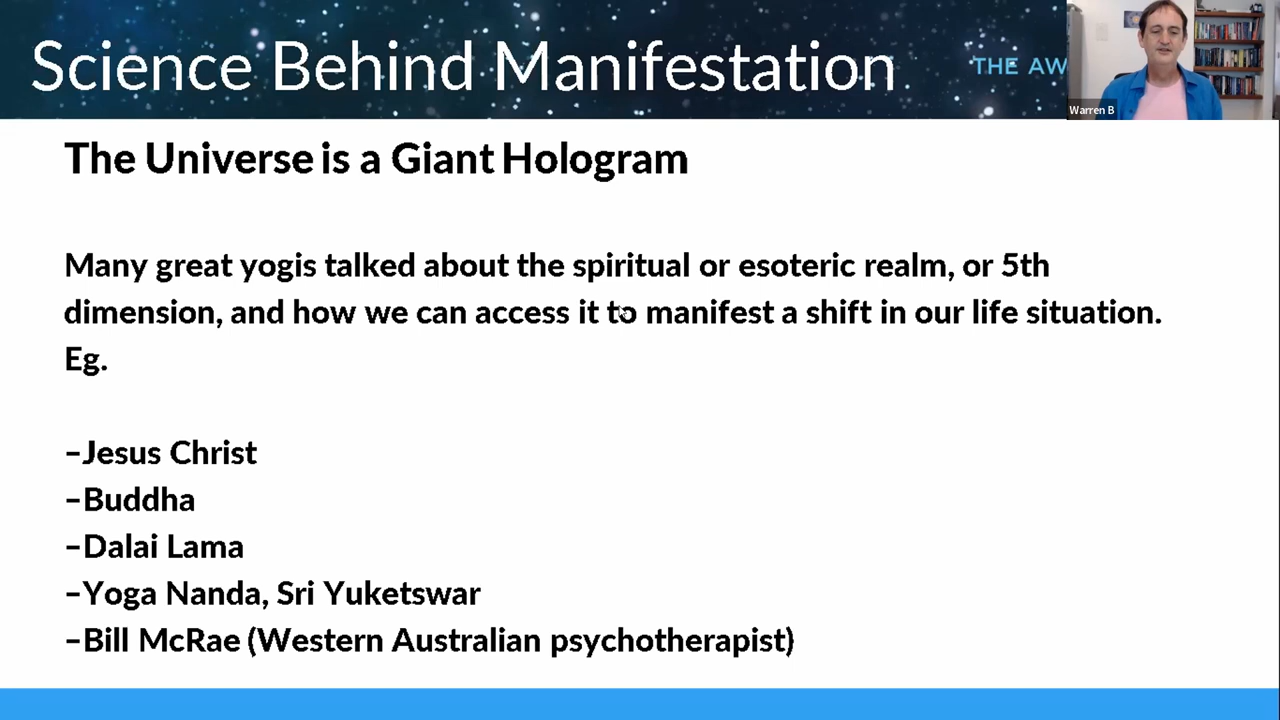 Science Behind Manifestation
THE AW
Warren B
The Universe is a Giant Hologram
Many great yogis talked about the spiritual or esoteric realm, or 5th
dimension, and how we can access it to manifest a shift in our life situation.
Eg.
–Jesus Christ
–Buddha
–Dalai Lama
–Yoga Nanda, Sri Yuketswar
–Bill McRae (Western Australian psychotherapist)